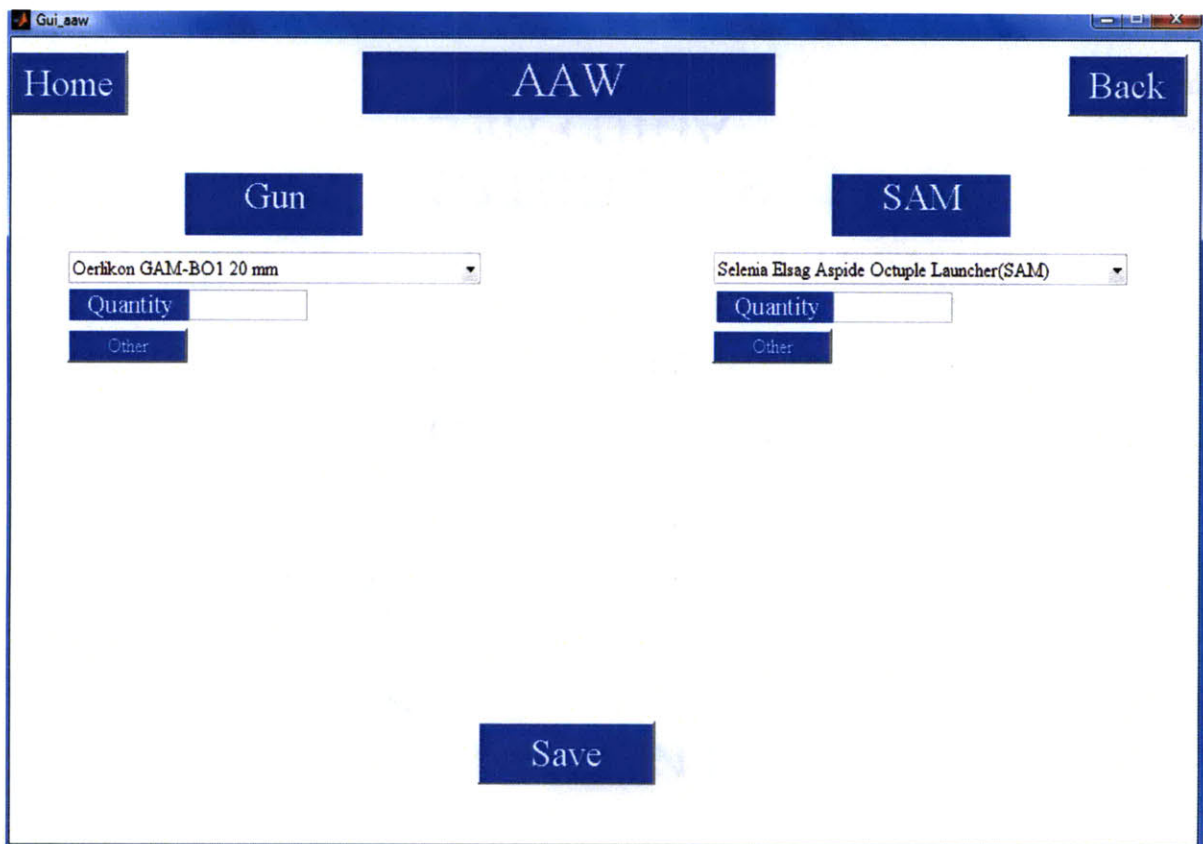 Gui_aaw
Home
AAW
Back
Gun
SAM
Oerlikon GAM-BO1 20 mm
Selenia Elsag Aspide Octuple Launcher(SAM)
Quantity
Quantity
Other
Other
Save